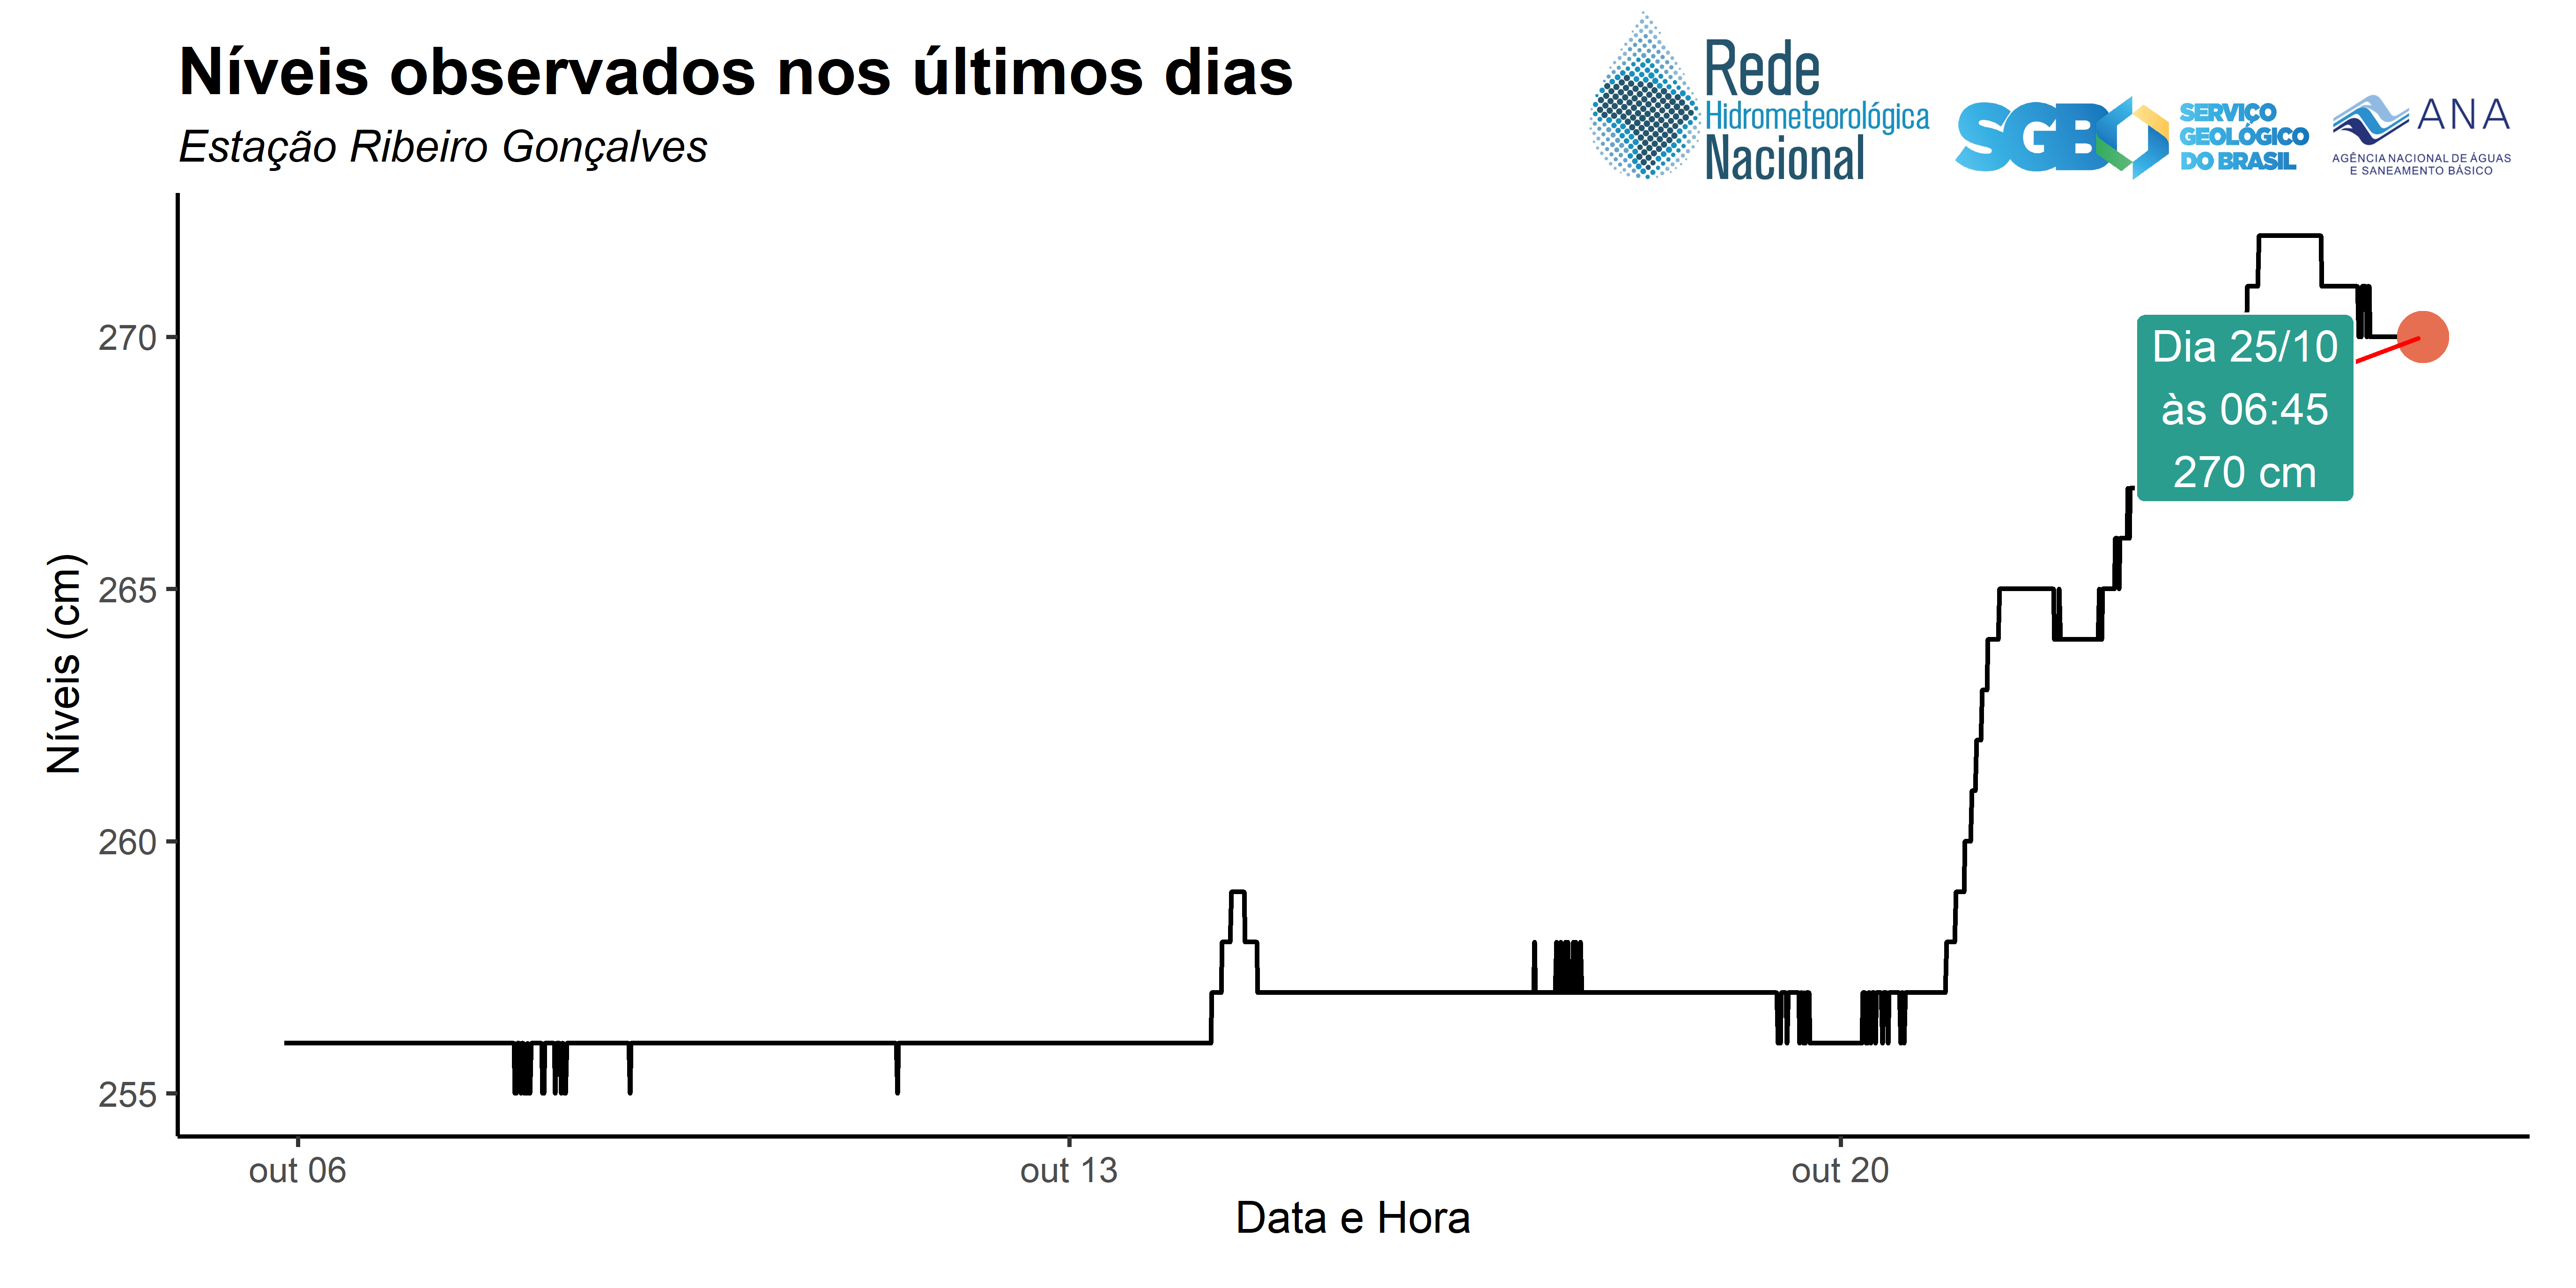 Níveis observados nos últimos dias
Estação Ribeiro Gonçalves
Rede
Hidrometeorológica
Nacional
SGB
SERVIÇO
GEOLÓGICO
DO BRASIL
ANA
AGÊNCIA NACIONAL DE ÁGUAS
E SANEAMENTO BÁSICO
Níveis (cm)
270
265
260
255
Dia 25/10
às 06:45
270 cm
out 06
out 13
out 20
Data e Hora